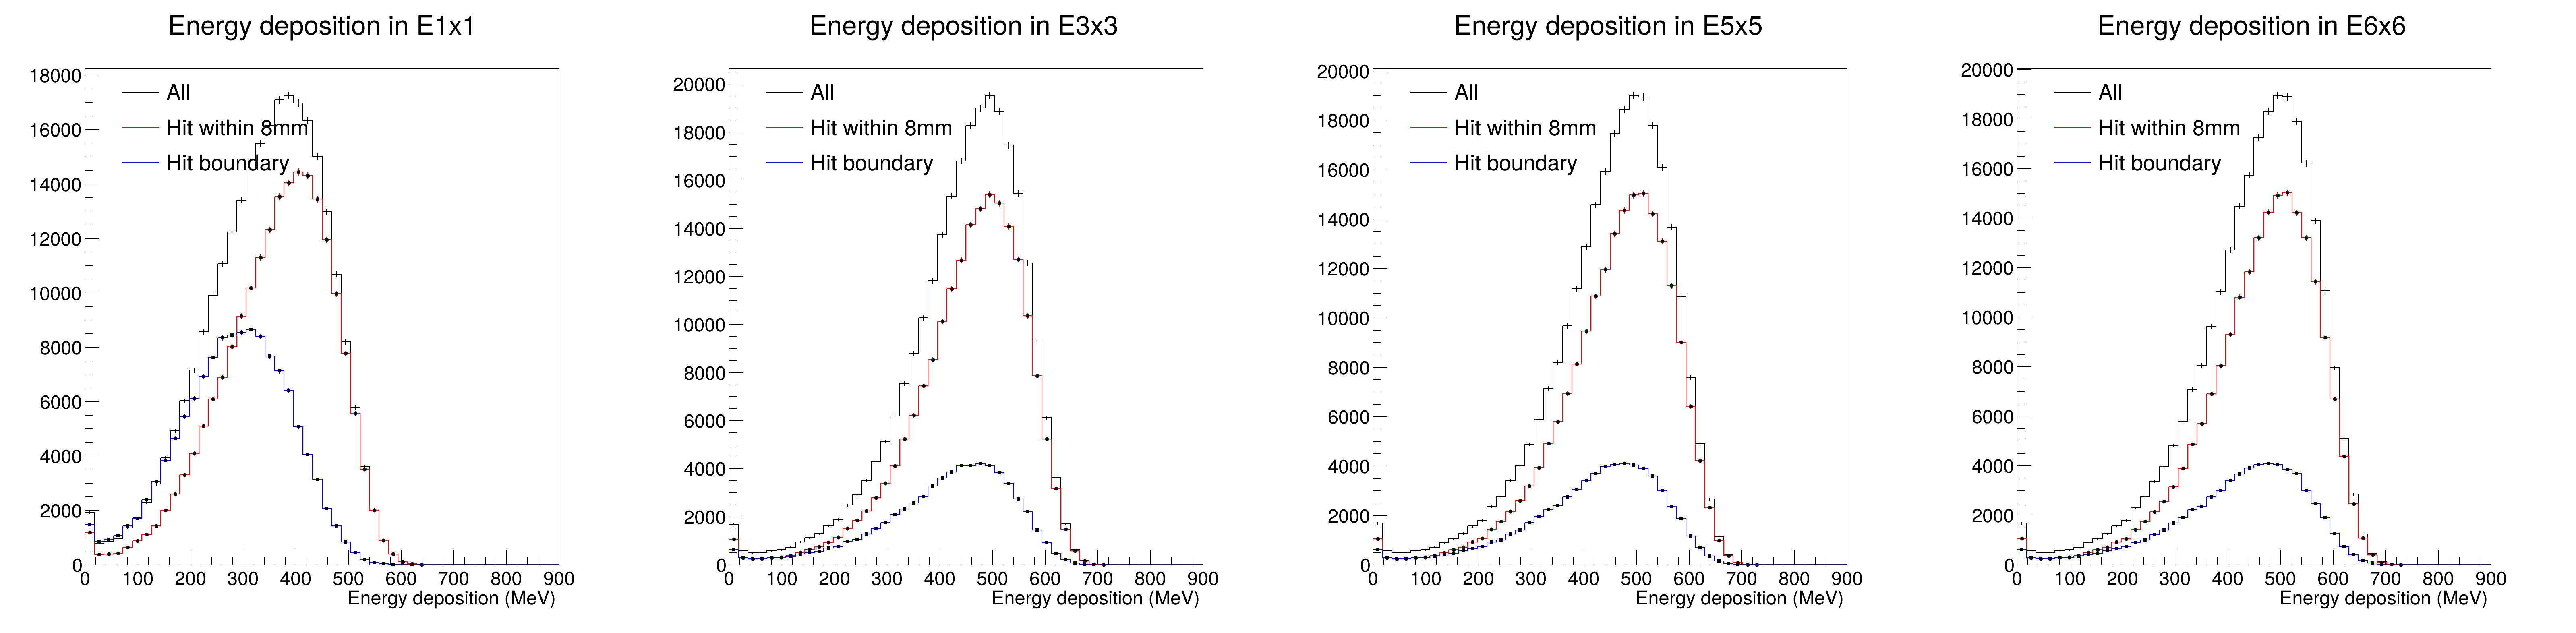 Energy deposition in E1x1
18000
16000
14000
12000
10000
8000
6000
4000
2000
0
All
Hit within 8mm
Hit boundary
0 100 200 300 400 500 600 700 800 900
Energy deposition (MeV)
Energy deposition in E3x3
20000
18000
16000
14000
12000
10000
8000
6000
4000
2000
0
All
Hit within 8mm
Hit boundary
0 100 200 300 400 500 600 700 800 900
Energy deposition (MeV)
Energy deposition in E5x5
20000
18000
16000
14000
12000
10000
8000
6000
4000
2000
0
All
Hit within 8mm
Hit boundary
0 100 200 300 400 500 600 700 800 900
Energy deposition (MeV)
Energy deposition in E6x6
20000
18000
16000
14000
12000
10000
8000
6000
4000
2000
0
All
Hit within 8mm
Hit boundary
0 100 200 300 400 500 600 700 800 900
Energy deposition (MeV)